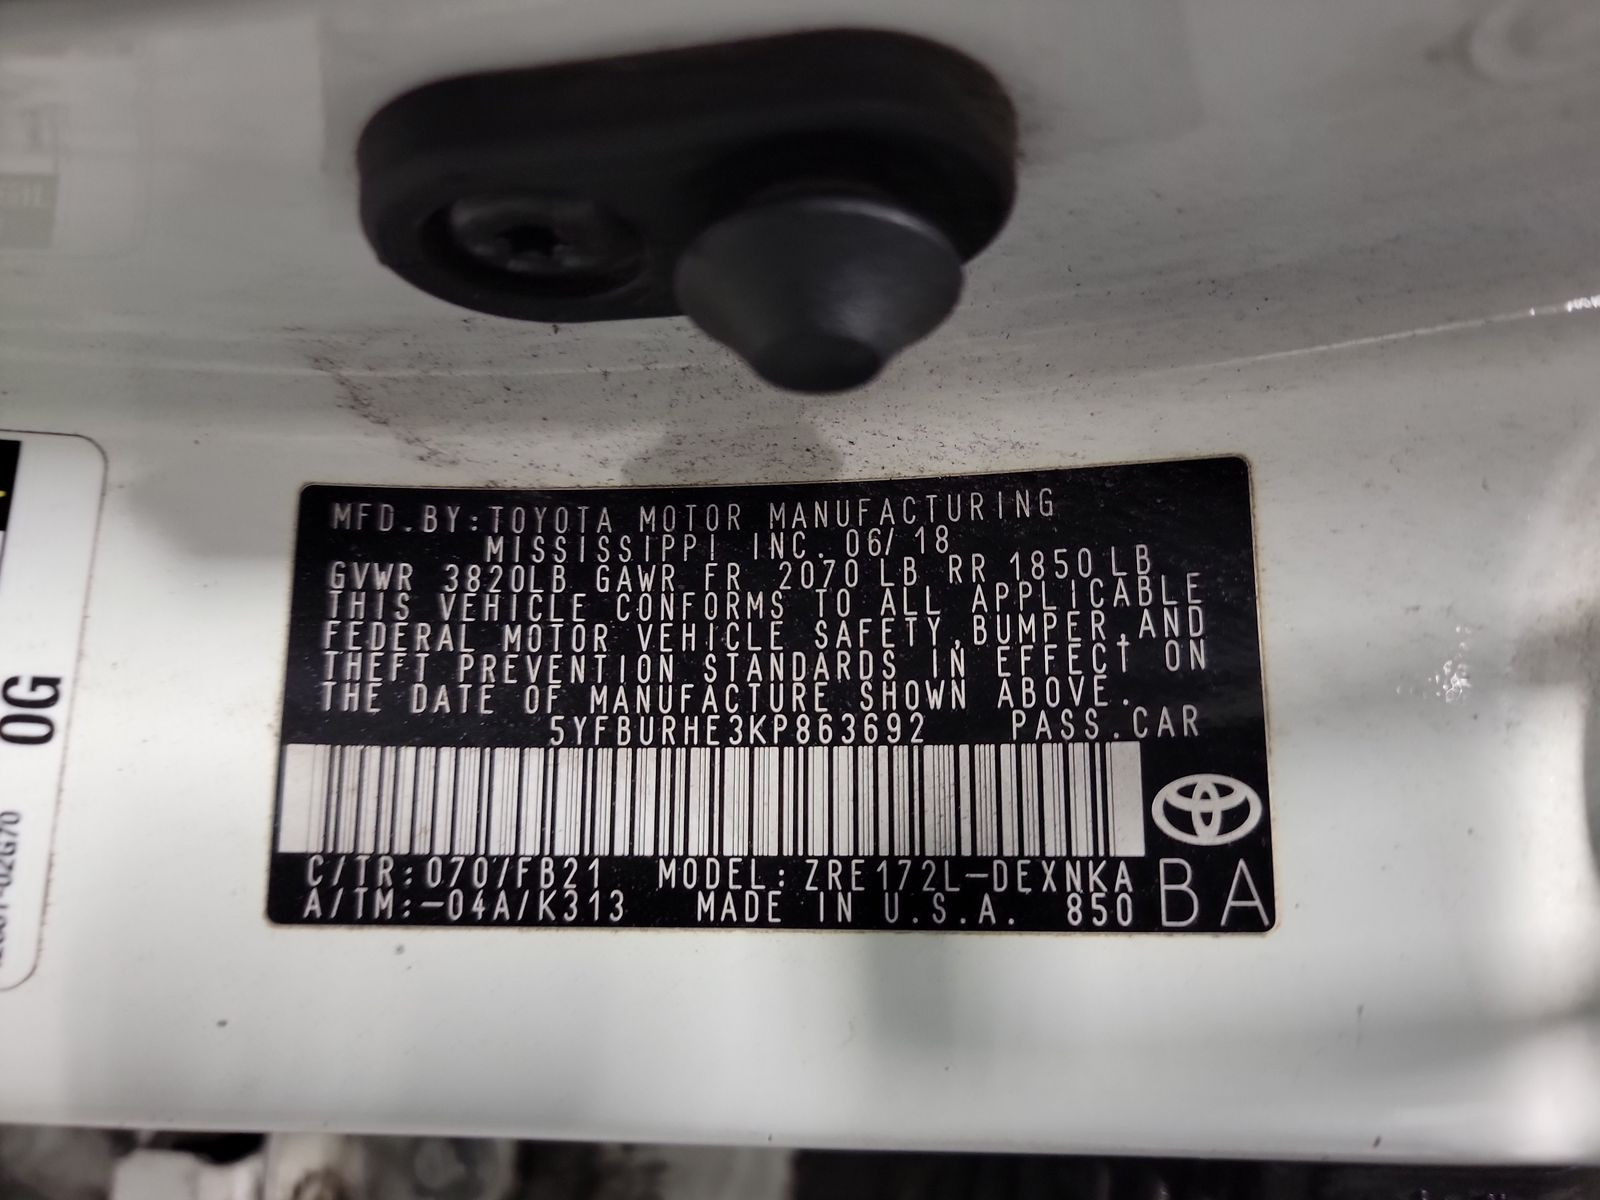 MFD.BY:TOYOTA MOTOR MANUFACTURING
MISSISSIPPI INC. 06/18
GVWR 3820LB GAWR FR 2070LB RR 1850LB
THIS VEHICLE CONFORMS TO ALL APPLICABLE
FEDERAL MOTOR VEHICLE SAFETY,BUMPER,AND
THEFT PREVENTION STANDARDS IN EFFECT ON
THE DATE OF MANUFACTURE SHOWN ABOVE.
5YFBURHE3KP863692 PASS.CAR
C/TR:070/FB21 MODEL:ZRE172L-DEXNKA
A/TM:-04A/K313 MADE IN U.S.A. 850
BA
0G